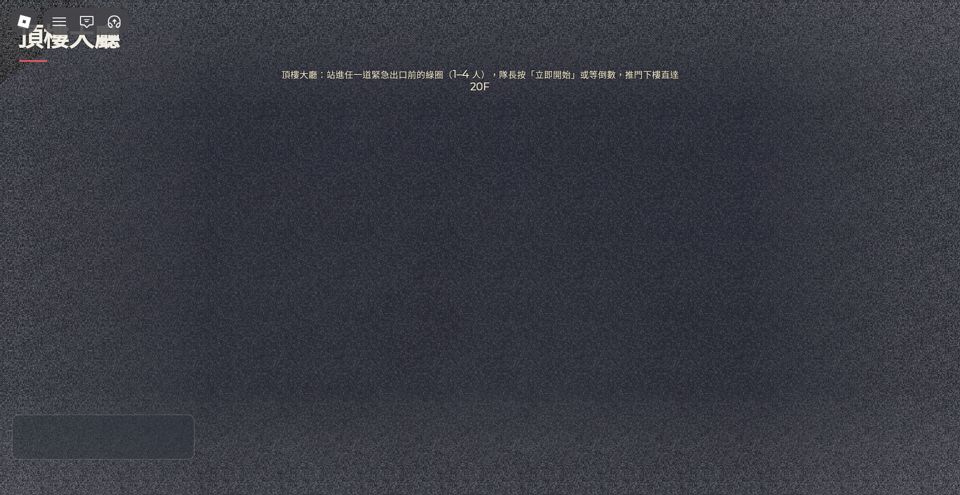 頂樓大廳
頂樓大廳：站進任一道緊急出口前的綠圈（1–4 人），隊長按「立即開始」或等倒數，推門下樓直達
20F